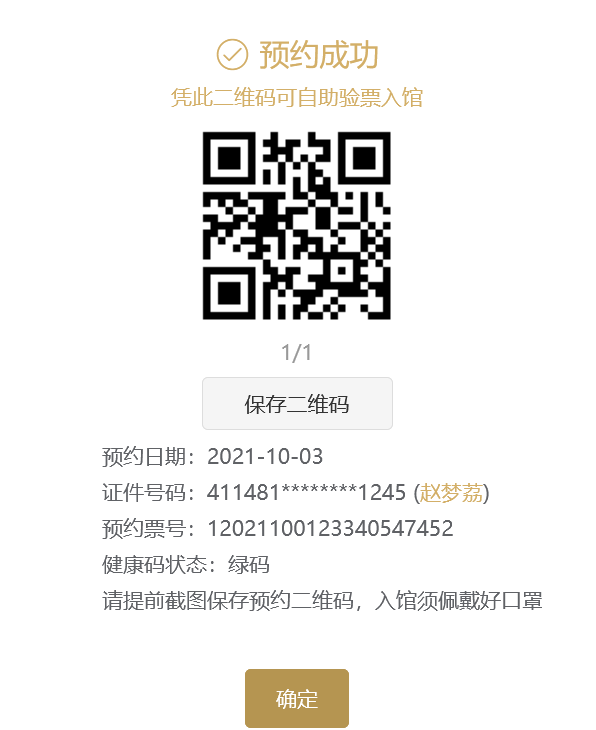 预约成功
凭此二维码可自助验票入馆
1/1
保存二维码
预约日期：2021-10-03
证件号码：411481********1245 (赵梦荔)
预约票号：12021100123340547452
健康码状态：绿码
请提前截图保存预约二维码，入馆须佩戴好口罩
确定